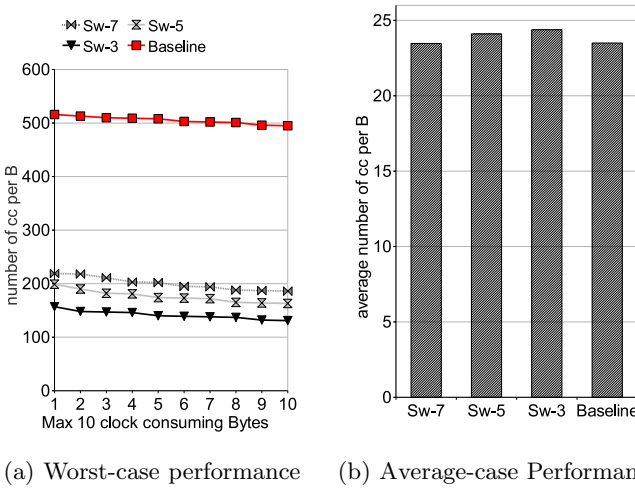 Sw-7 Sw-5
Sw-3 Baseline
600
500
400
300
200
100
0
number of cc per B
1 2 3 4 5 6 7 8 9 10
Max 10 clock consuming Bytes
(a) Worst-case performance
25
20
15
10
5
0
average number of cc per B
Sw-7 Sw-5 Sw-3 Baseline
(b) Average-case Performan